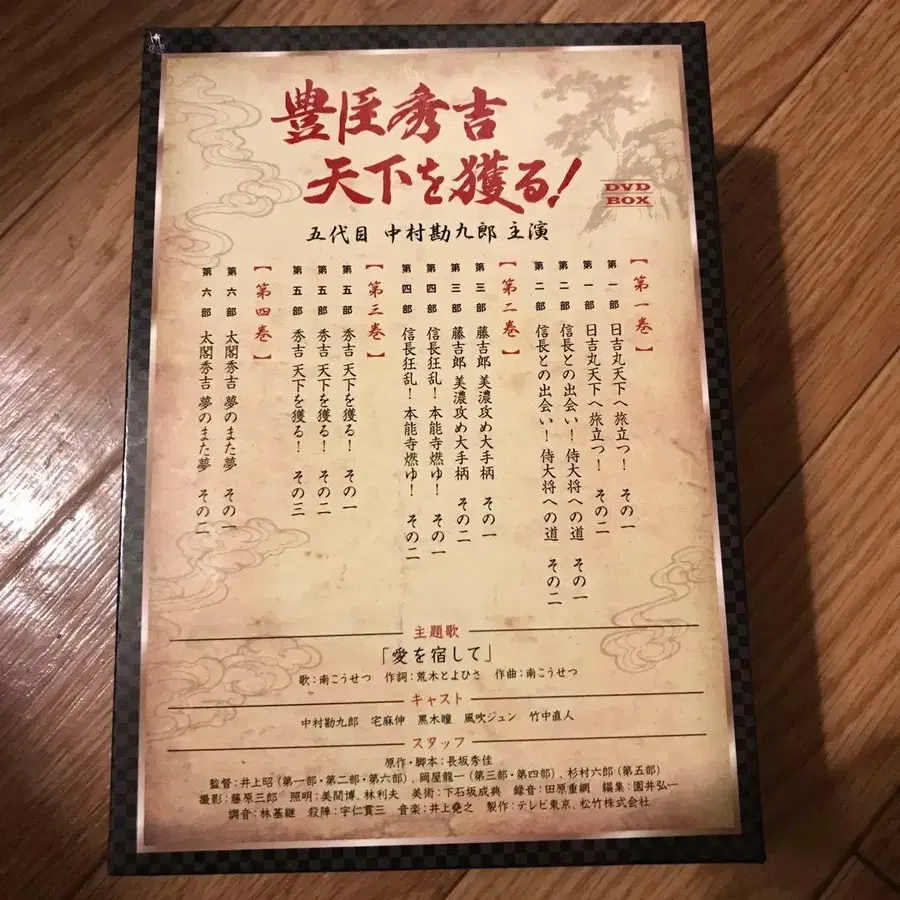 豊臣秀吉
天下を獲る!
DVD
BOX
五代目 中村勘九郎 主演
【第一巻】
第一部 日吉丸天下へ旅立つ! その一
第一部 日吉丸天下へ旅立つ! その二
第二部 信長との出会い!侍大将への道 その一
第二部 信長との出会い!侍大将への道 その二
【第二巻】
第三部 藤吉郎 美濃攻め大手柄 その一
第三部 藤吉郎 美濃攻め大手柄 その二
第四部 信長狂乱!本能寺燃ゆ! その一
第四部 信長狂乱!本能寺燃ゆ! その二
【第三巻】
第五部 秀吉 天下を獲る! その一
第五部 秀吉 天下を獲る! その二
第五部 秀吉 天下を獲る! その三
【第四巻】
第六部 太閤秀吉 夢のまた夢 その一
第六部 太閤秀吉 夢のまた夢 その二
主題歌
「愛を宿して」
歌:南こうせつ 作詞:荒木とよひさ 作曲:南こうせつ
キャスト
中村勘九郎 宅麻伸 黒木瞳 風吹ジュン 竹中直人
スタッフ
原作・脚本:長坂秀佳
監督:井上昭(第一部・第二部・第六部)、岡屋龍一(第三部・第四部)、杉村六郎(第五部)
撮影:藤原三郎 照明:美間博、林利夫 美術:下石坂成典 録音:田原重綱 編集:園井弘一
調音:林基継 殺陣:宇仁貫三 音楽:井上堯之 製作:テレビ東京、松竹株式会社